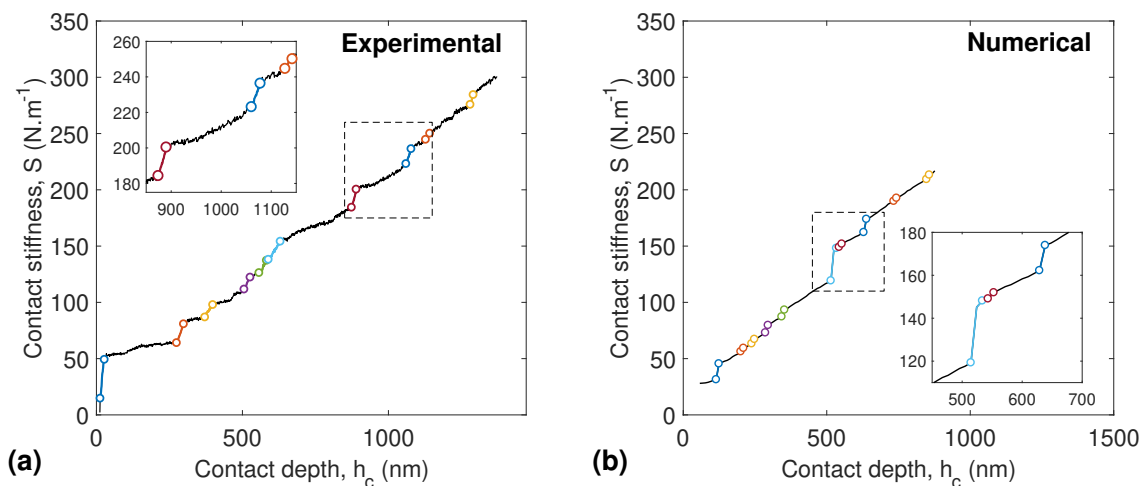 Experimental
350
300
250
200
150
100
50
0
Contact stiffness, S (N.m⁻¹)
260
240
220
200
180
900 1000 1100
0 500 1000
Contact depth, h_c (nm)
(a)
Numerical
350
300
250
200
150
100
50
0
Contact stiffness, S (N.m⁻¹)
180
160
140
120
500 600 700
0 500 1000 1500
Contact depth, h_c (nm)
(b)